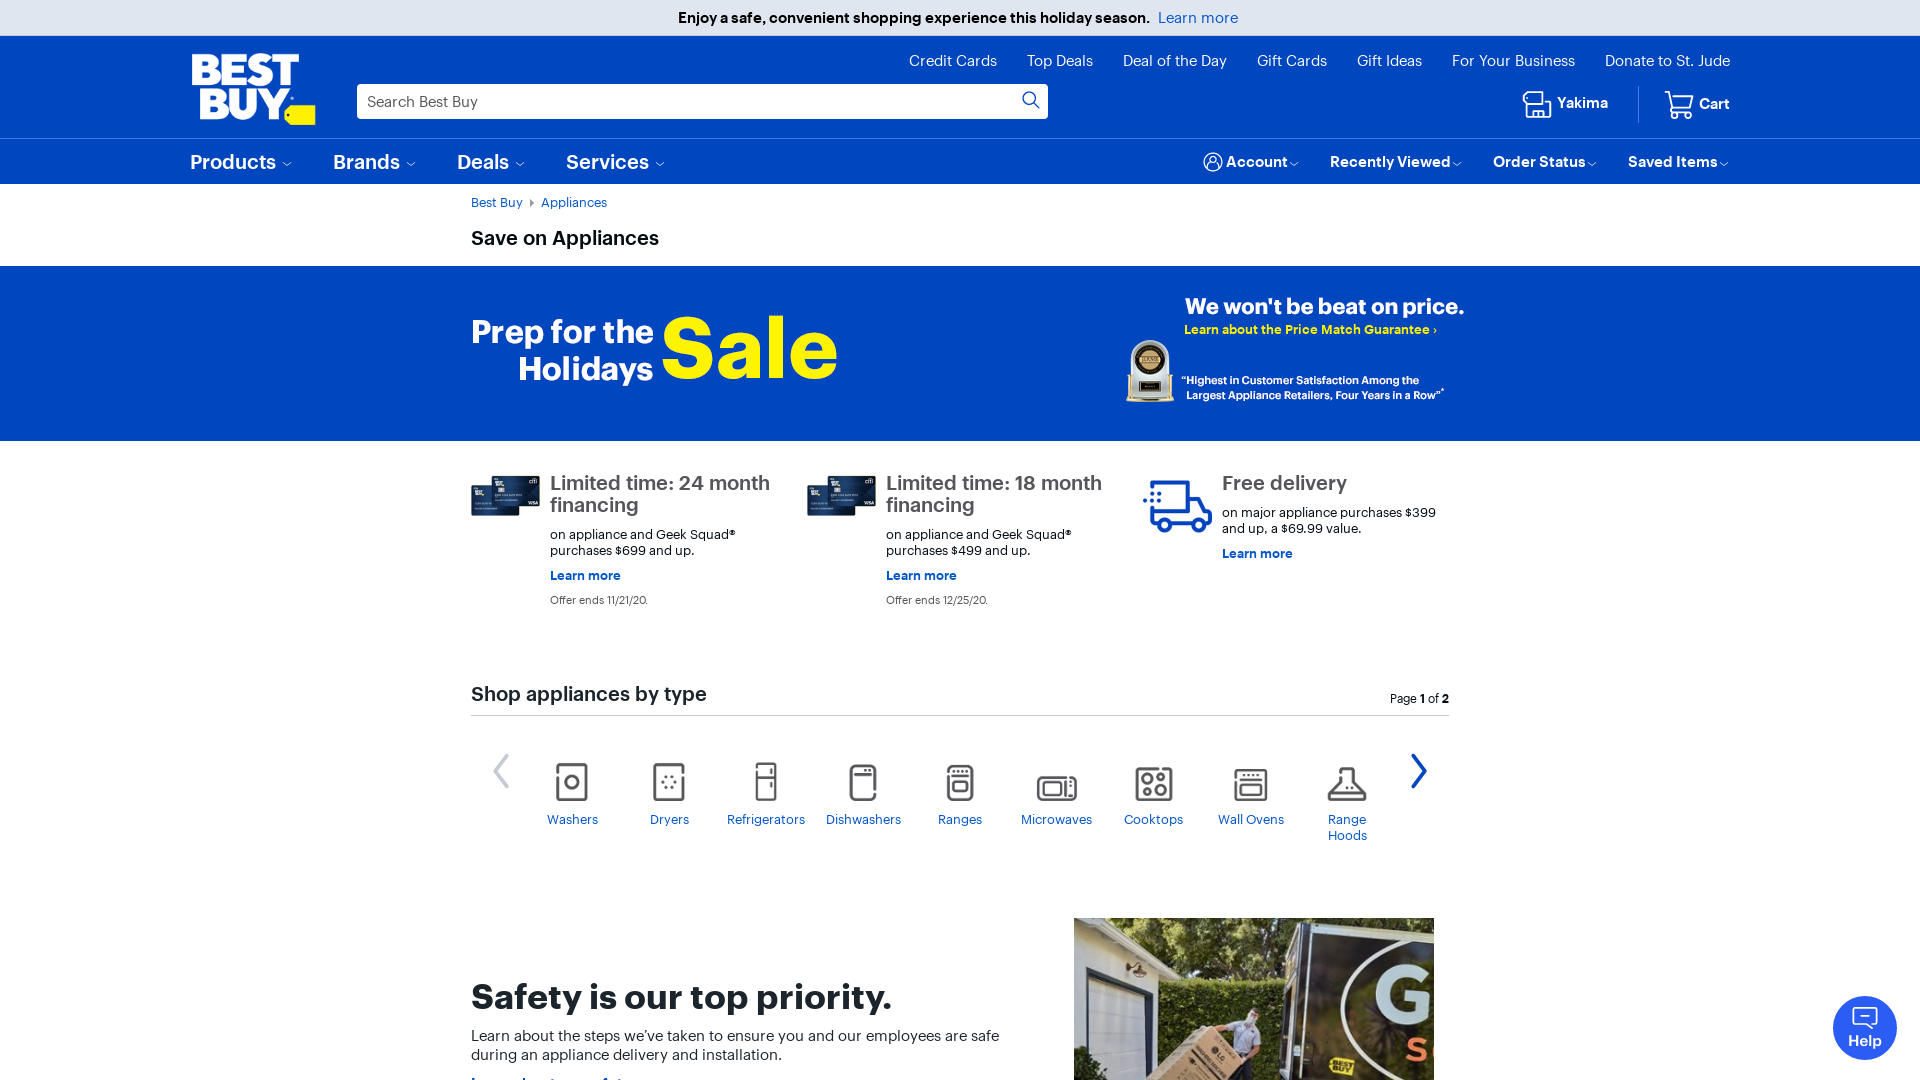 Enjoy a safe, convenient shopping experience this holiday season. Learn more
BEST
BUY
Credit Cards Top Deals Deal of the Day Gift Cards Gift Ideas For Your Business Donate to St. Jude
Search Best Buy
Yakima
Cart
Products Brands Deals Services
Account Recently Viewed Order Status Saved Items
Best Buy Appliances
Save on Appliances
Prep for the
Holidays
Sale
We won't be beat on price.
Learn about the Price Match Guarantee ›
“Highest in Customer Satisfaction Among the
Largest Appliance Retailers, Four Years in a Row”*
Limited time: 24 month
financing
on appliance and Geek Squad®
purchases $699 and up.
Learn more
Offer ends 11/21/20.
Limited time: 18 month
financing
on appliance and Geek Squad®
purchases $499 and up.
Learn more
Offer ends 12/25/20.
Free delivery
on major appliance purchases $399
and up, a $69.99 value.
Learn more
Shop appliances by type
Page 1 of 2
Washers
Dryers
Refrigerators
Dishwashers
Ranges
Microwaves
Cooktops
Wall Ovens
Range
Hoods
Safety is our top priority.
Learn about the steps we’ve taken to ensure you and our employees are safe
during an appliance delivery and installation.
G
S
LG
BEST
BUY
Help